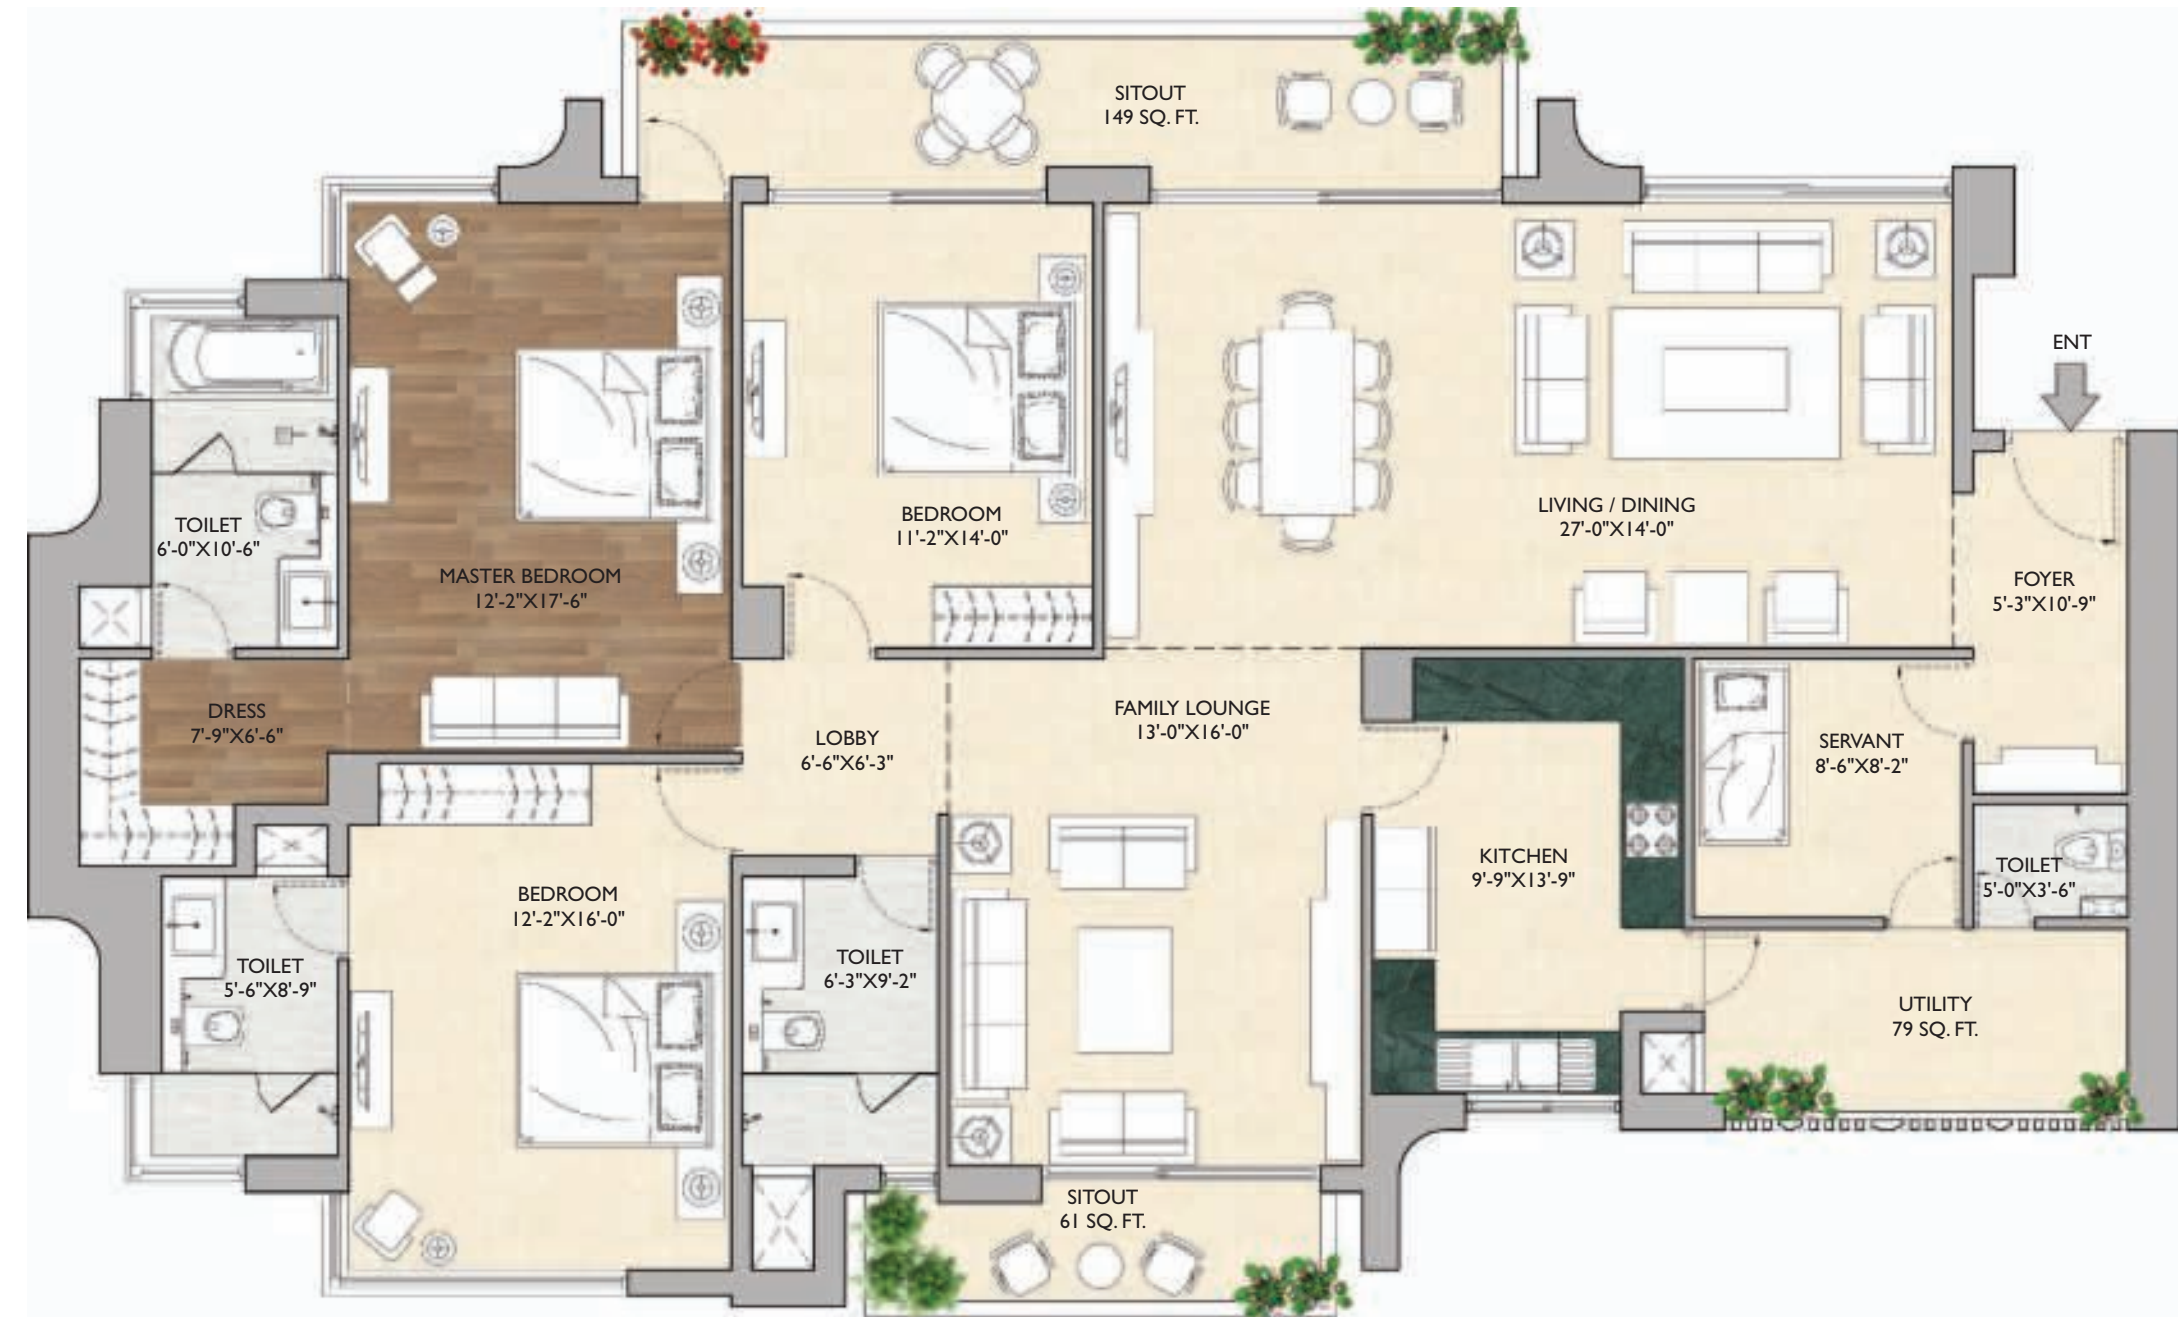 SITOUT
149 SQ. FT.
ENT
LIVING / DINING
27'-0"X14'-0"
BEDROOM
11'-2"X14'-0"
TOILET
6'-0"X10'-6"
MASTER BEDROOM
12'-2"X17'-6"
FOYER
5'-3"X10'-9"
DRESS
7'-9"X6'-6"
LOBBY
6'-6"X6'-3"
FAMILY LOUNGE
13'-0"X16'-0"
SERVANT
8'-6"X8'-2"
KITCHEN
9'-9"X13'-9"
TOILET
5'-0"X3'-6"
BEDROOM
12'-2"X16'-0"
TOILET
5'-6"X8'-9"
TOILET
6'-3"X9'-2"
UTILITY
79 SQ. FT.
SITOUT
61 SQ. FT.